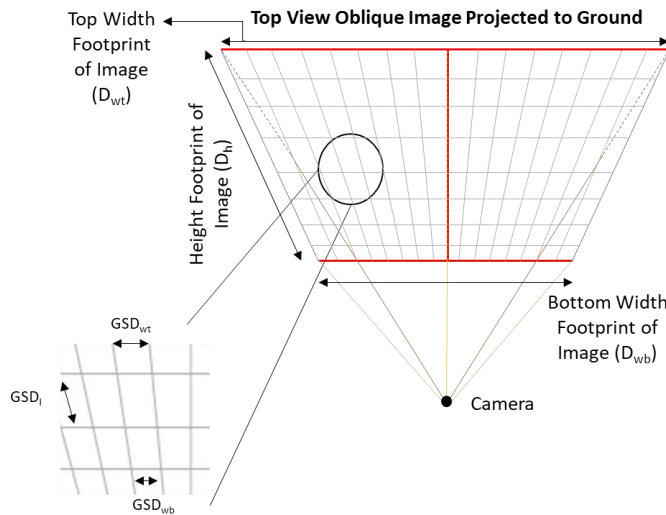 Top View Oblique Image Projected to Ground
Top Width
Footprint
of Image
(Dwt)
Height Footprint of
Image (Dh)
Bottom Width
Footprint of
Image (Dwb)
Camera
GSDwt
GSDl
GSDwb